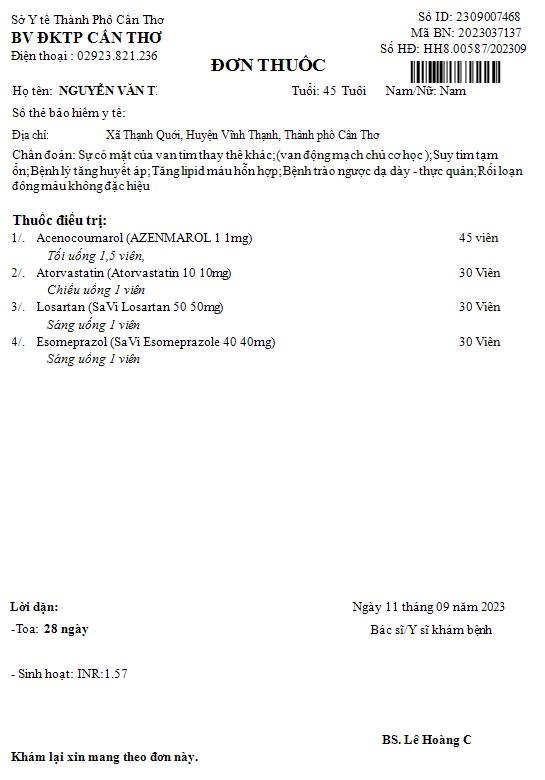 Sở Y tế Thành Phố Cần Thơ
BV ĐKTP CẦN THƠ
Điện thoại : 02923.821.236
Số ID: 2309007468
Mã BN: 2023037137
Số HĐ: HH8.00587/202309
ĐƠN THUỐC
Họ tên: NGUYỄN VĂN T. Tuổi: 45 Tuổi Nam/Nữ: Nam
Số thẻ bảo hiểm y tế:
Địa chỉ: Xã Thạnh Quới, Huyện Vĩnh Thạnh, Thành phố Cần Thơ
Chẩn đoán: Sự có mặt của van tim thay thế khác;(van động mạch chủ cơ học );Suy tim tạm
ổn;Bệnh lý tăng huyết áp;Tăng lipid máu hỗn hợp;Bệnh trào ngược dạ dày - thực quản;Rối loạn
đông máu không đặc hiệu
Thuốc điều trị:
1/. Acenocoumarol (AZENMAROL 1 1mg) 45 viên
Tối uống 1,5 viên,
2/. Atorvastatin (Atorvastatin 10 10mg) 30 Viên
Chiều uống 1 viên
3/. Losartan (SaVi Losartan 50 50mg) 30 Viên
Sáng uống 1 viên
4/. Esomeprazol (SaVi Esomeprazole 40 40mg) 30 Viên
Sáng uống 1 viên
Lời dặn:
-Toa: 28 ngày
- Sinh hoạt: INR:1.57
Ngày 11 tháng 09 năm 2023
Bác sĩ/Y sĩ khám bệnh
BS. Lê Hoàng C
Khám lại xin mang theo đơn này.